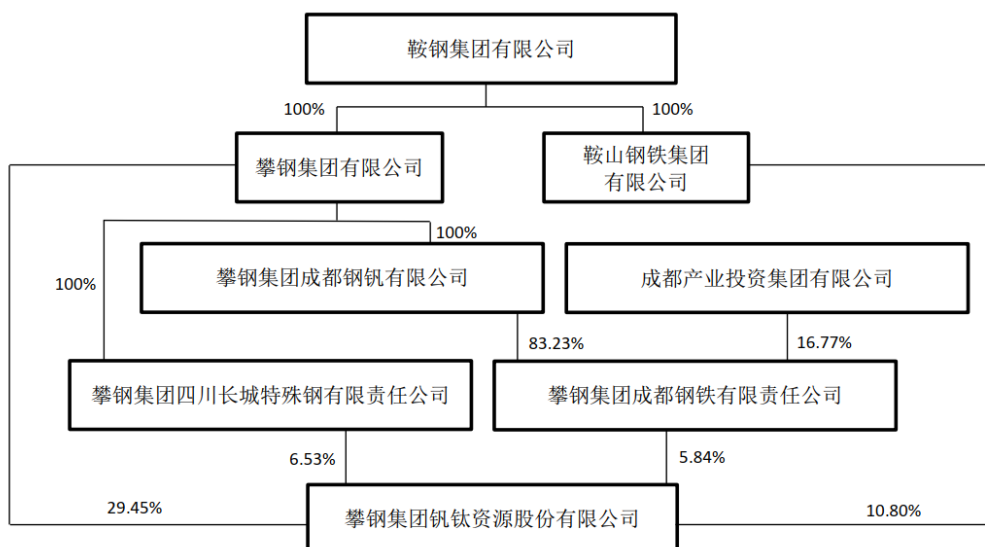 鞍钢集团有限公司
100%
100%
攀钢集团有限公司
鞍山钢铁集团
有限公司
100%
100%
攀钢集团成都钢钒有限公司
成都产业投资集团有限公司
83.23%
16.77%
攀钢集团四川长城特殊钢有限责任公司
攀钢集团成都钢铁有限责任公司
6.53%
5.84%
29.45%
攀钢集团钒钛资源股份有限公司
10.80%